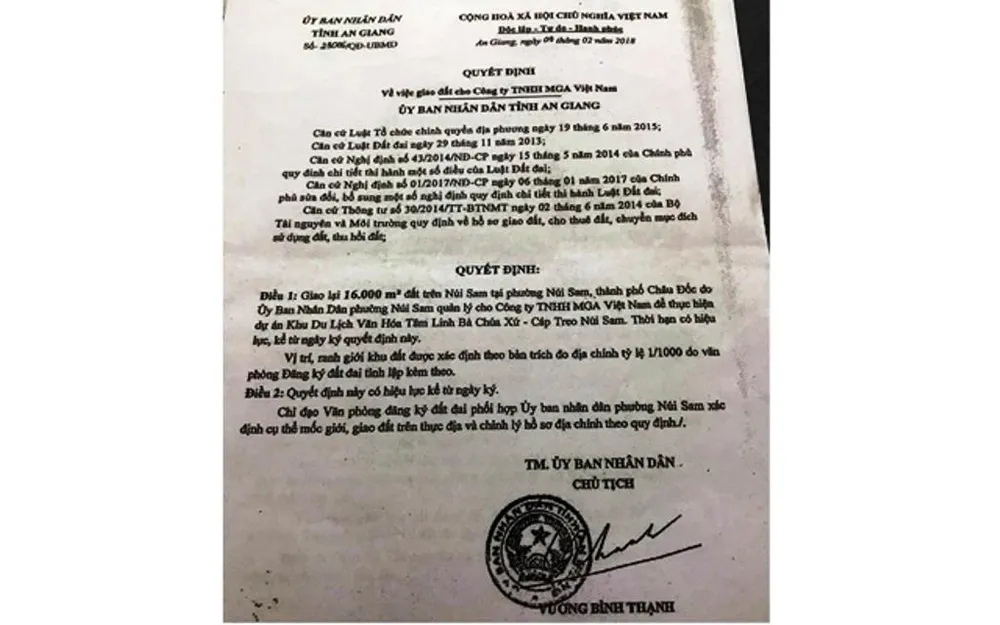 ỦY BAN NHÂN DÂN
TỈNH AN GIANG
CỘNG HOÀ XÃ HỘI CHỦ NGHĨA VIỆT NAM
Độc lập - Tự do - Hạnh phúc
An Giang, ngày 09 tháng 02 năm 2018
QUYẾT ĐỊNH
Về việc giao đất cho Công ty TNHH MGA Việt Nam
ỦY BAN NHÂN DÂN TỈNH AN GIANG
Căn cứ Luật Tổ chức chính quyền địa phương ngày 19 tháng 6 năm 2015;
Căn cứ Luật Đất đai ngày 29 tháng 11 năm 2013;
Căn cứ Nghị định số 43/2014/NĐ-CP ngày 15 tháng 5 năm 2014 của Chính phủ
quy đinh chi tiết thi hành một số điều của Luật Đất đai;
Căn cứ Nghị định số 01/2017/NĐ-CP ngày 06 tháng 01 năm 2017 của Chính
phủ sửa đổi, bổ sung một số nghị định quy định chi tiết thi hành Luật Đất đai;
Căn cứ Thông tư số 30/2014/TT-BTNMT ngày 02 tháng 6 năm 2014 của Bộ
Tài nguyên và Môi trường quy định về hồ sơ giao đất, cho thuê đất, chuyển mục đích
sử dụng đất, thu hồi đất;
QUYẾT ĐỊNH:
Điều 1: Giao lại 16.000 m² đất trên Núi Sam tại phường Núi Sam, thành phố Châu Đốc do
Ủy Ban Nhân Dân phường Núi Sam quản lý cho Công ty TNHH MGA Việt Nam để thực hiện
dự án Khu Du Lịch Văn Hóa Tâm Linh Bà Chúa Xứ - Cáp Treo Núi Sam. Thời hạn có hiệu
lực, kể từ ngày ký quyết định này.
Vị trí, ranh giới khu đất được xác định theo bản trích đo địa chính tỷ lệ 1/1000 do văn
phòng Đăng ký đất đai tỉnh lập kèm theo.
Điều 2: Quyết định này có hiệu lực kể từ ngày ký.
Chỉ đạo Văn phòng đăng ký đất đai phối hợp Ủy ban nhân dân phường Núi Sam xác
định cụ thể mốc giới, giao đất trên thực địa và chỉnh lý hồ sơ địa chính theo quy định./.
TM. ỦY BAN NHÂN DÂN
CHỦ TỊCH
VƯƠNG BÌNH THẠNH